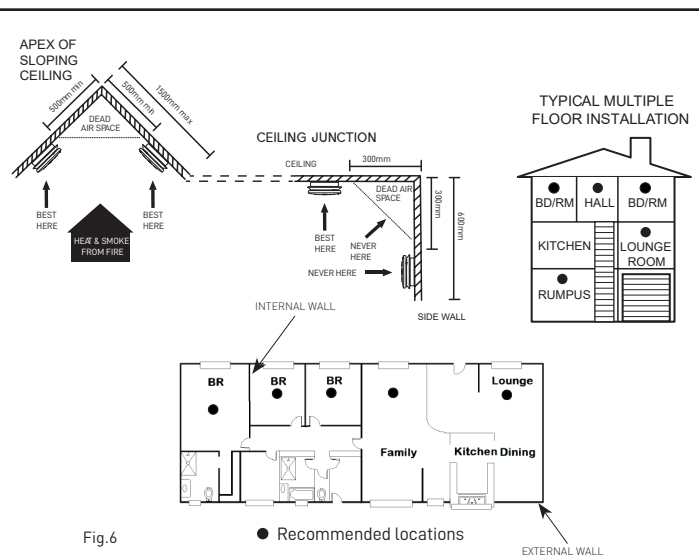 APEX OF
SLOPING
CEILING
500mm min
500mm min
1500mm max
DEAD
AIR SPACE
BEST
HERE
BEST
HERE
HEAT & SMOKE
FROM FIRE
CEILING JUNCTION
CEILING
300mm
DEAD AIR
SPACE
300mm
600mm
BEST
HERE
NEVER
HERE
NEVER HERE
SIDE WALL
TYPICAL MULTIPLE
FLOOR INSTALLATION
BD/RM
HALL
BD/RM
KITCHEN
LOUNGE
ROOM
RUMPUS
INTERNAL WALL
BR
BR
BR
Lounge
Family
Kitchen Dining
Fig.6
Recommended locations
EXTERNAL WALL